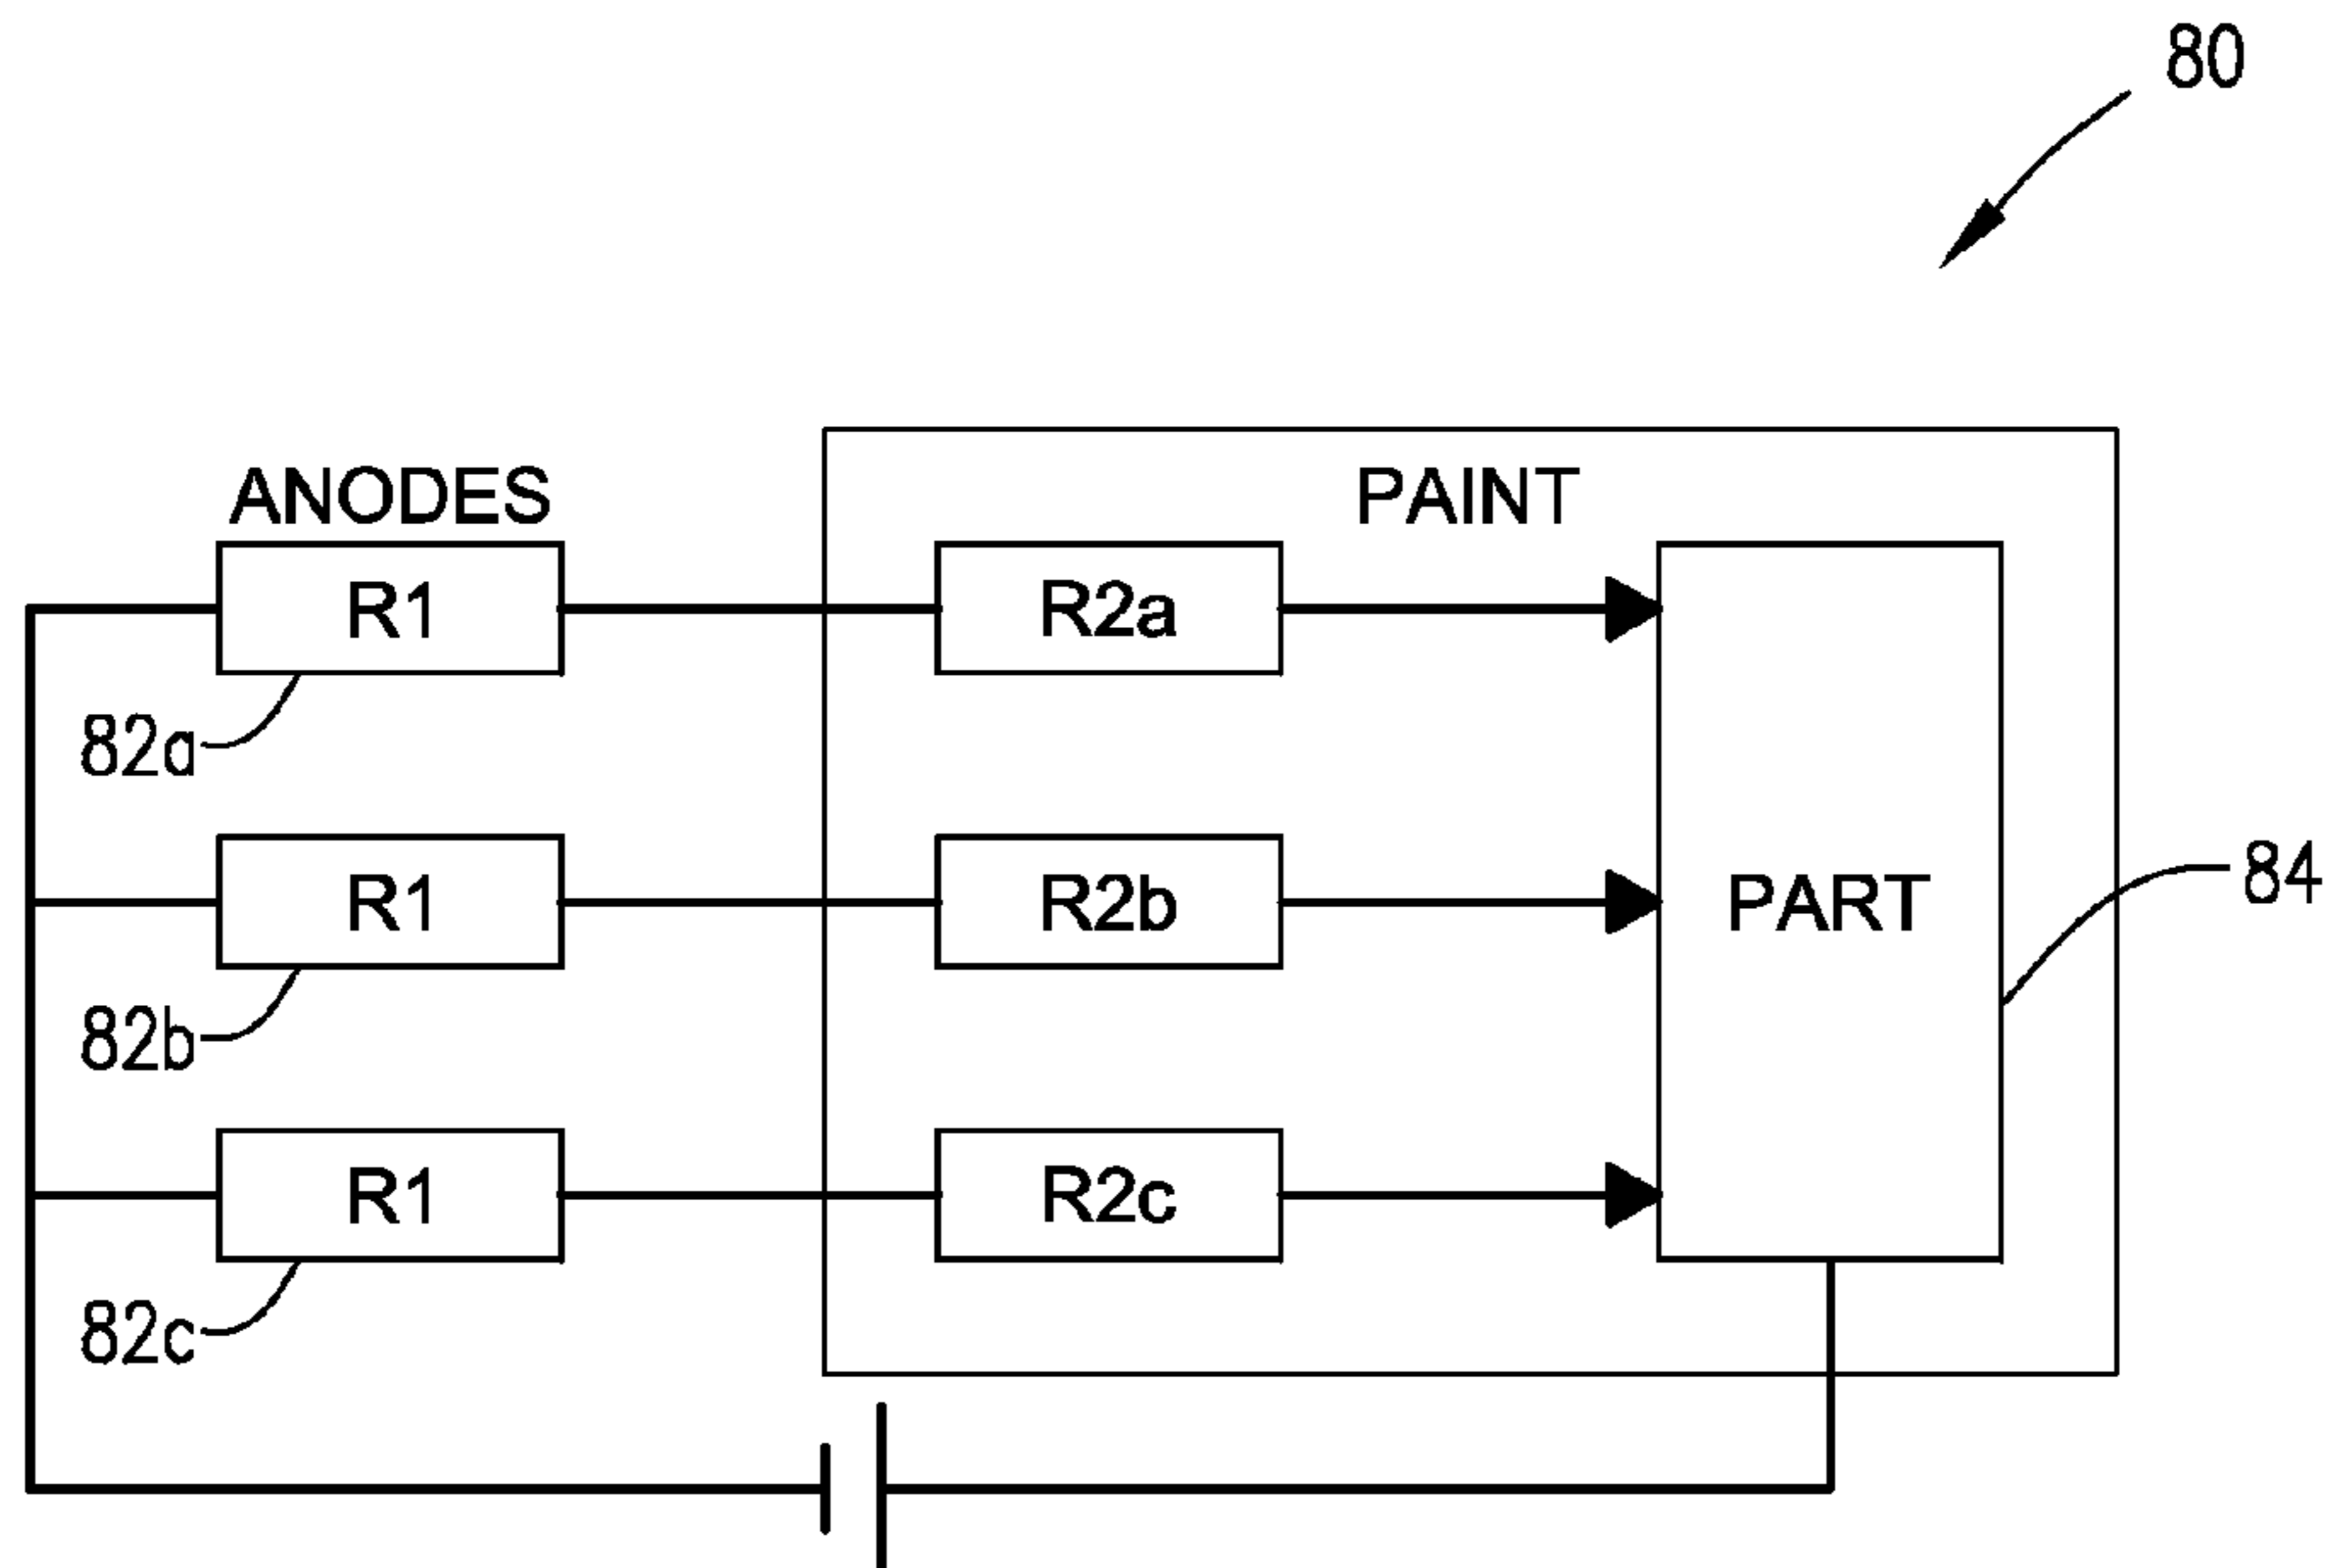 80
ANODES
PAINT
R1
R2a
82a
R1
R2b
PART
84
82b
R1
R2c
82c